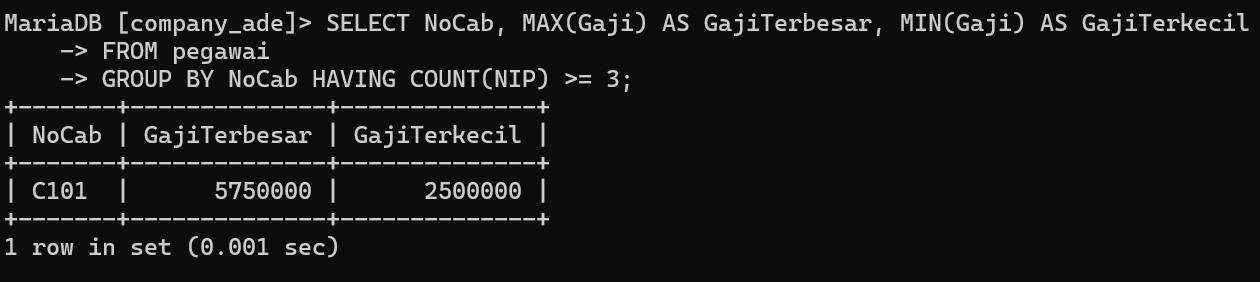 MariaDB [company_ade]> SELECT NoCab, MAX(Gaji) AS GajiTerbesar, MIN(Gaji) AS GajiTerkecil
    -> FROM pegawai
    -> GROUP BY NoCab HAVING COUNT(NIP) >= 3;
+-------+--------------+--------------+
| NoCab | GajiTerbesar | GajiTerkecil |
+-------+--------------+--------------+
| C101  |      5750000 |      2500000 |
+-------+--------------+--------------+
1 row in set (0.001 sec)